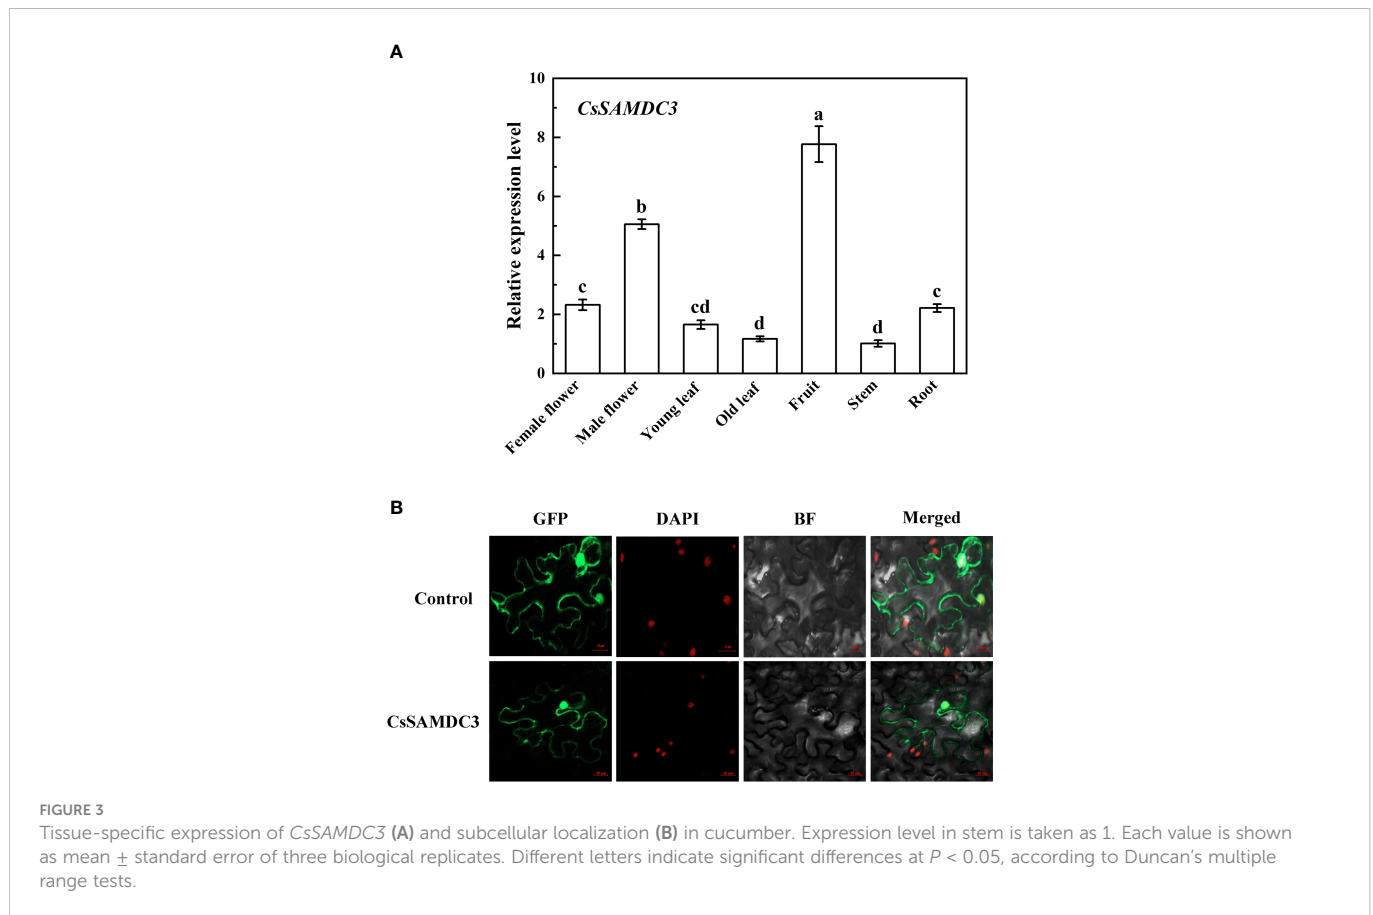 A
CsSAMDC3
Relative expression level
10
8
6
4
2
0
c
b
cd
d
a
d
c
Female flower
Male flower
Young leaf
Old leaf
Fruit
Stem
Root
B
GFP DAPI BF Merged
Control
CsSAMDC3
FIGURE 3
Tissue-specific expression of CsSAMDC3 (A) and subcellular localization (B) in cucumber. Expression level in stem is taken as 1. Each value is shown
as mean ± standard error of three biological replicates. Different letters indicate significant differences at P < 0.05, according to Duncan’s multiple
range tests.